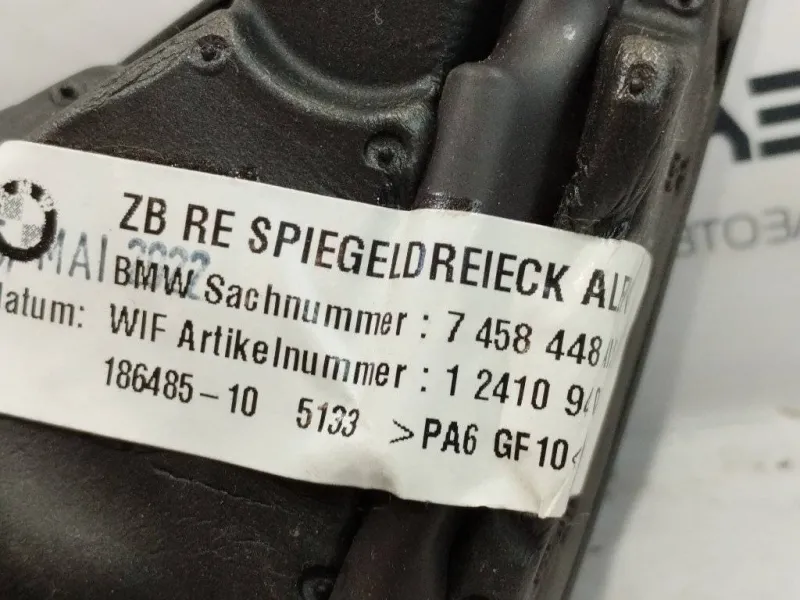 ZB RE SPIEGELDREIECK
MAI 2022
BMW Sachnummer: 7 458 448
datum: WIF Artikelnummer: 1 2410
186485-10 5133 >PA6 GF10<